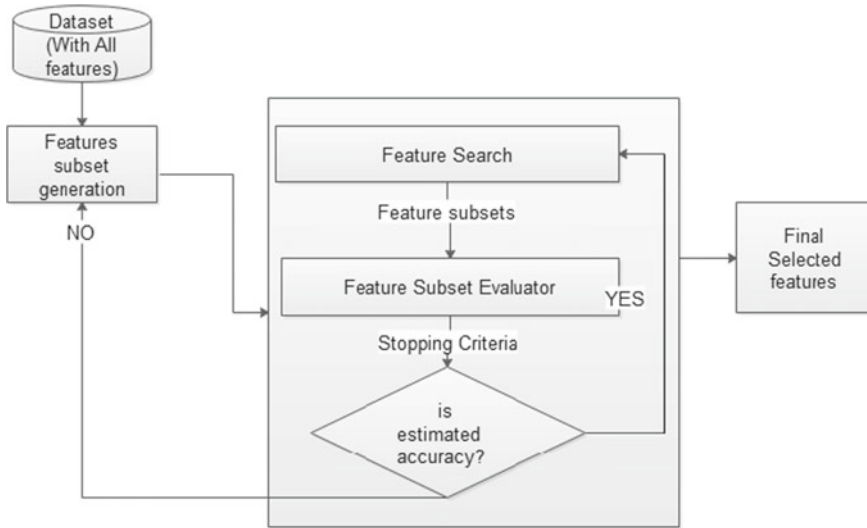 Dataset
(With All
features)
Features
subset
generation
NO
Feature Search
Feature subsets
Feature Subset Evaluator
YES
Stopping Criteria
is
estimated
accuracy?
Final
Selected
features